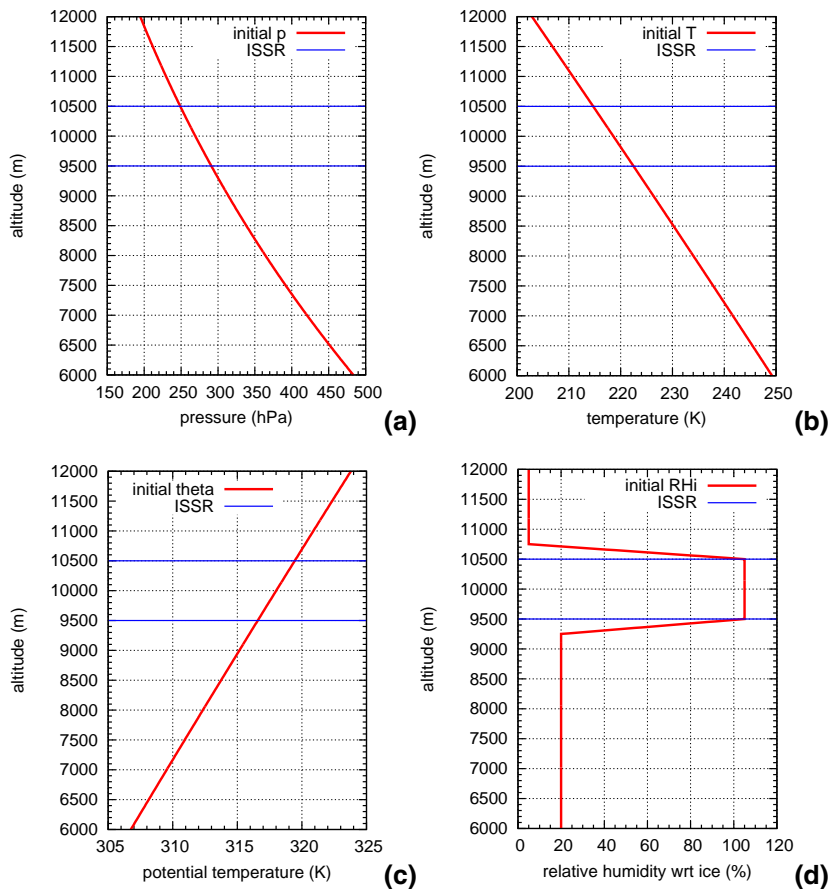 12000
11500
11000
10500
10000
9500
9000
8500
8000
7500
7000
6500
6000
altitude (m)
initial p
ISSR
150 200 250 300 350 400 450 500
pressure (hPa)
(a)
12000
11500
11000
10500
10000
9500
9000
8500
8000
7500
7000
6500
6000
altitude (m)
initial T
ISSR
200 210 220 230 240 250
temperature (K)
(b)
12000
11500
11000
10500
10000
9500
9000
8500
8000
7500
7000
6500
6000
altitude (m)
initial theta
ISSR
305 310 315 320 325
potential temperature (K)
(c)
12000
11500
11000
10500
10000
9500
9000
8500
8000
7500
7000
6500
6000
altitude (m)
initial RHi
ISSR
0 20 40 60 80 100 120
relative humidity wrt ice (%)
(d)